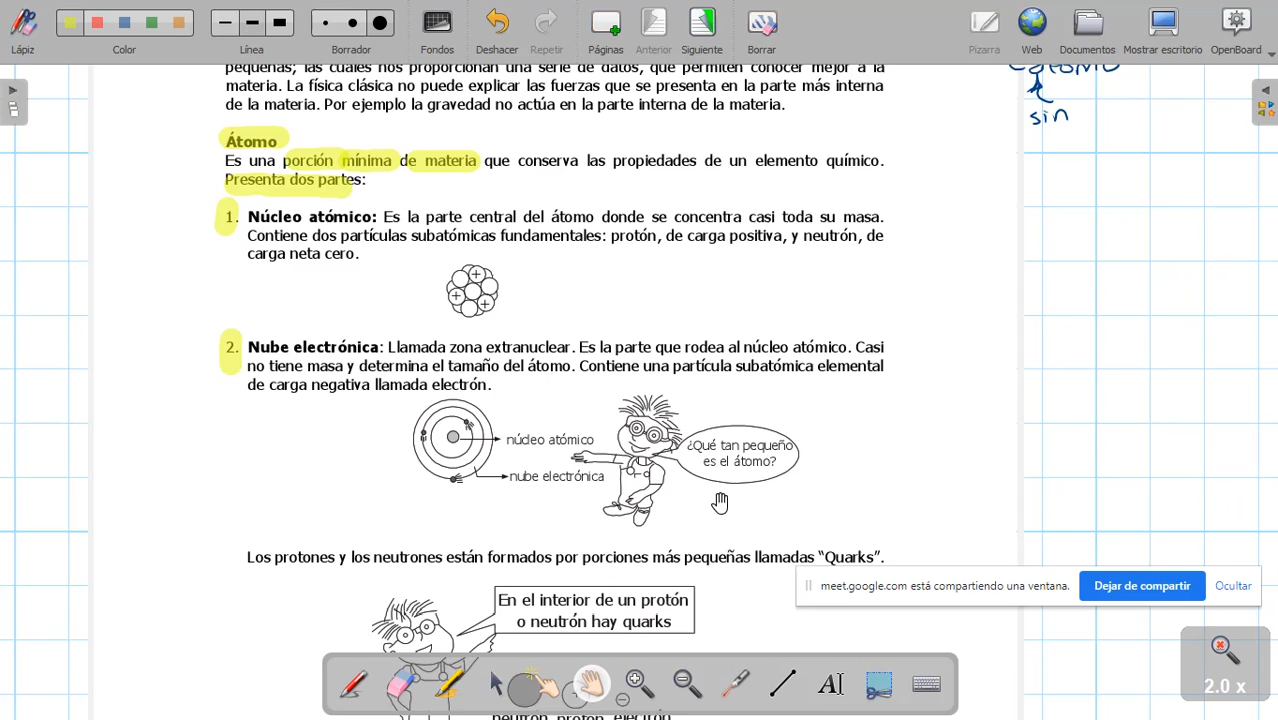 Lápiz
Color
Línea
Borrador
Fondos
Deshacer
Repetir
Páginas
Anterior
Siguiente
Borrar
Pizarra
Web
Documentos
Mostrar escritorio
OpenBoard
pequeñas; las cuales nos proporcionan una serie de datos, que permiten conocer mejor a la
materia. La física clásica no puede explicar las fuerzas que se presenta en la parte más interna
de la materia. Por ejemplo la gravedad no actúa en la parte interna de la materia.
sin
Átomo
Es una porción mínima de materia que conserva las propiedades de un elemento químico.
Presenta dos partes:
1. Núcleo atómico: Es la parte central del átomo donde se concentra casi toda su masa.
Contiene dos partículas subatómicas fundamentales: protón, de carga positiva, y neutrón, de
carga neta cero.
+
+
+
2. Nube electrónica: Llamada zona extranuclear. Es la parte que rodea al núcleo atómico. Casi
no tiene masa y determina el tamaño del átomo. Contiene una partícula subatómica elemental
de carga negativa llamada electrón.
núcleo atómico
nube electrónica
¿Qué tan pequeño
es el átomo?
Los protones y los neutrones están formados por porciones más pequeñas llamadas “Quarks”.
En el interior de un protón
o neutrón hay quarks
meet.google.com está compartiendo una ventana.
Dejar de compartir
Ocultar
neutrón, protón, electrón
2.0 x